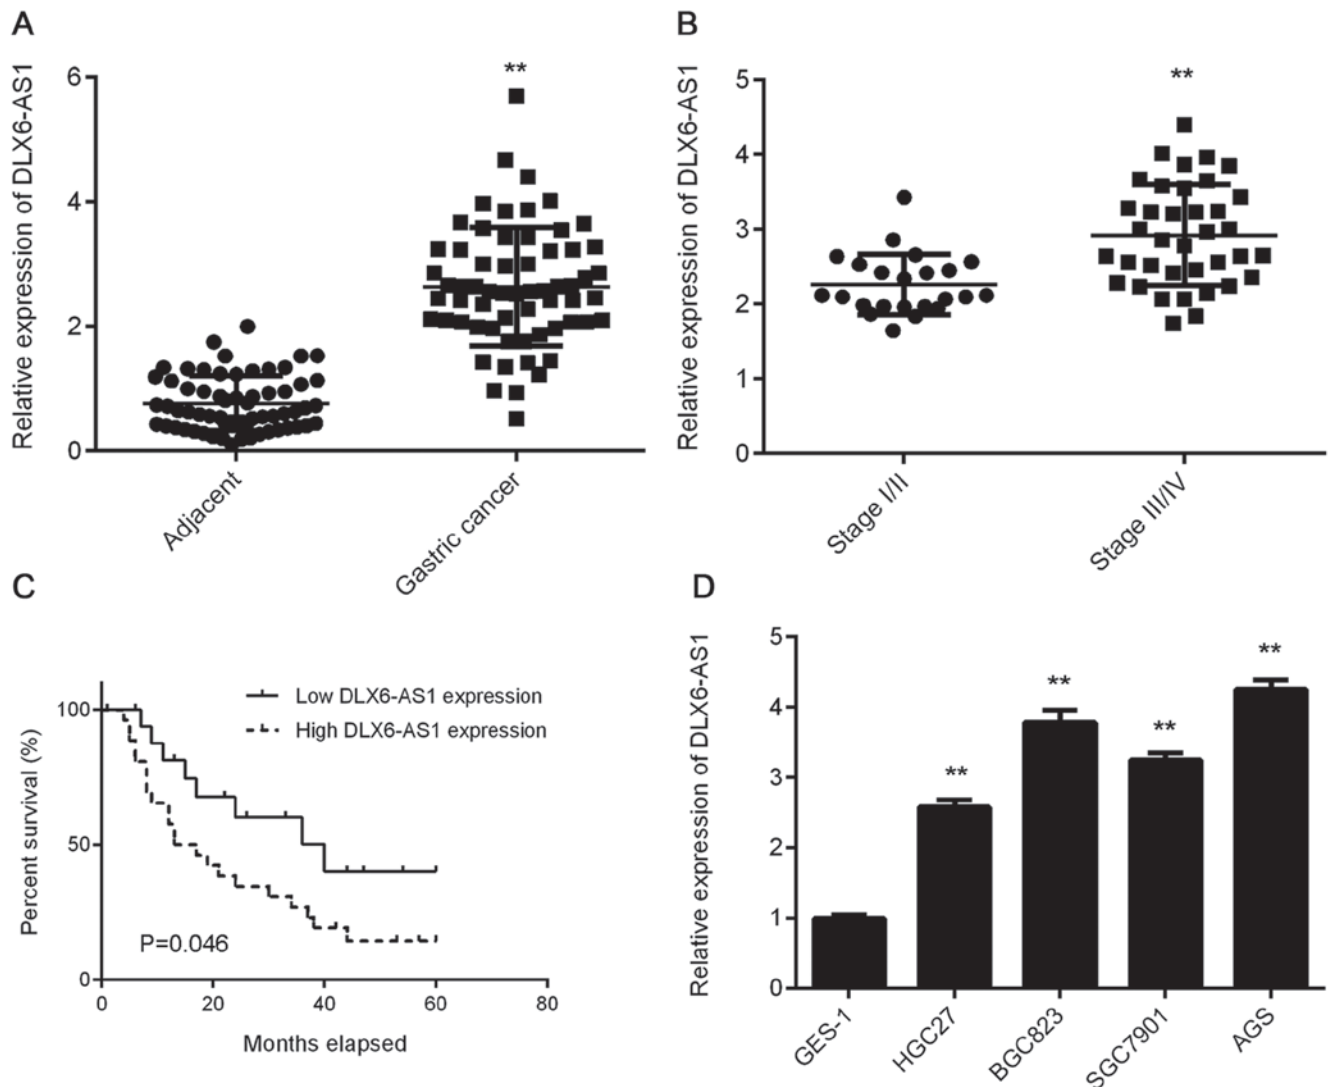 A
Relative expression of DLX6-AS1
6
4
2
0
**
Adjacent
Gastric cancer
B
Relative expression of DLX6-AS1
5
4
3
2
1
0
**
Stage I/II
Stage III/IV
C
Percent survival (%)
100
50
0
Low DLX6-AS1 expression
High DLX6-AS1 expression
P=0.046
0 20 40 60 80
Months elapsed
D
Relative expression of DLX6-AS1
5
4
3
2
1
0
**
**
**
**
GES-1
HGC27
BGC823
SGC7901
AGS